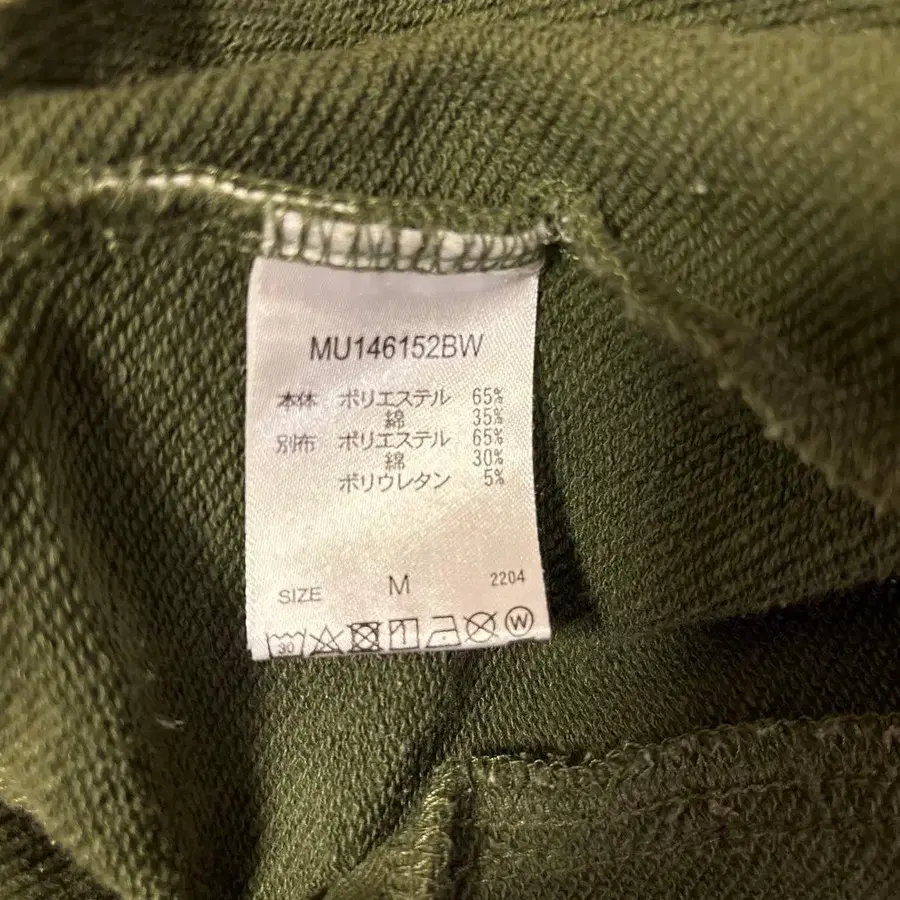 MU146152BW
本体 ポリエステル 65%
綿 35%
別布 ポリエステル 65%
綿 30%
ポリウレタン 5%
SIZE M 2204
30 W